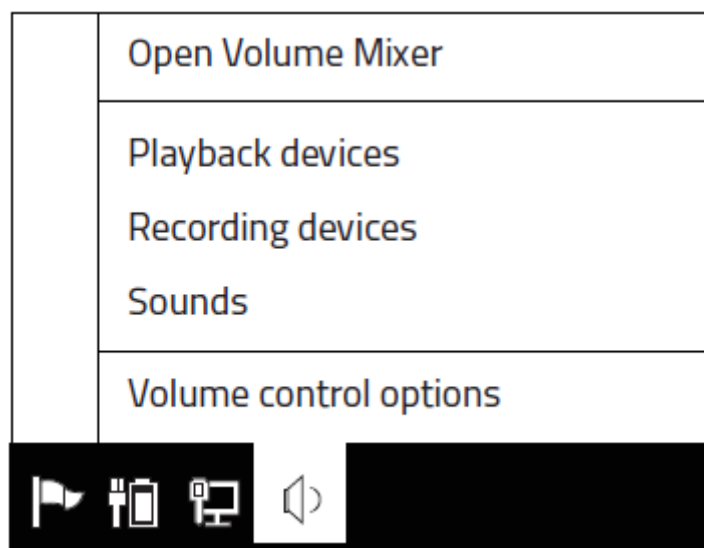 Open Volume Mixer
Playback devices
Recording devices
Sounds
Volume control options